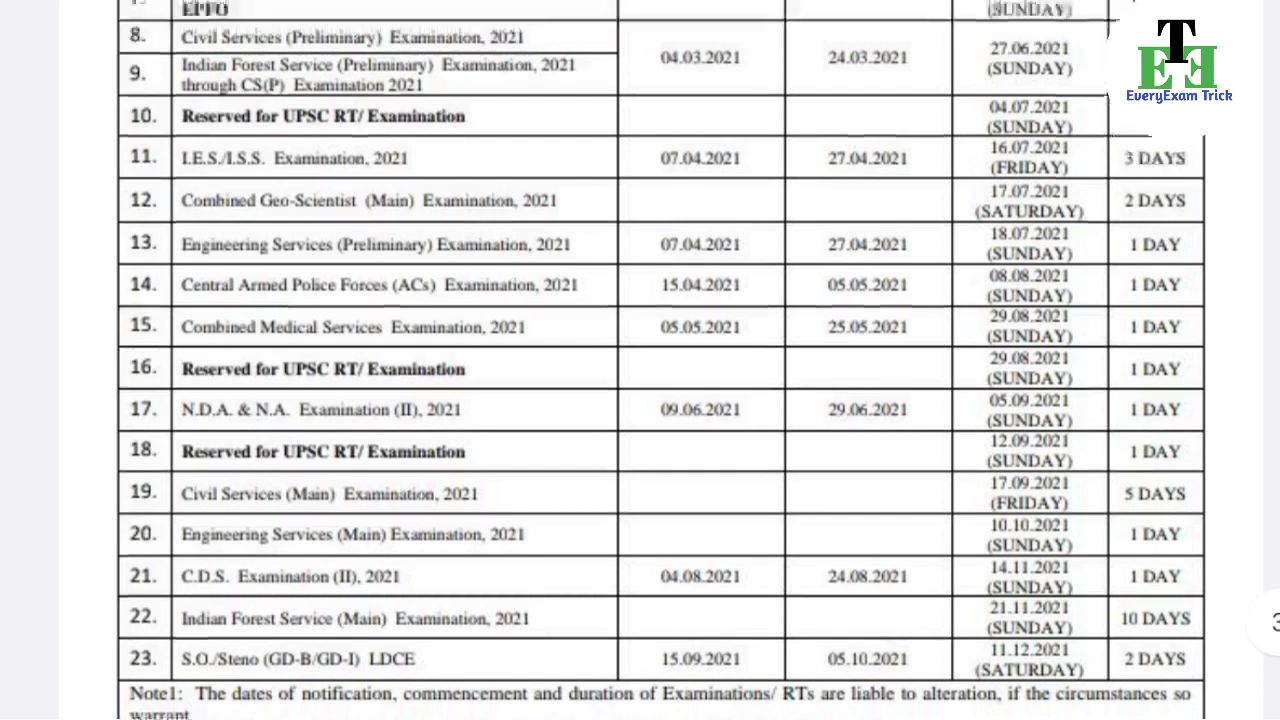 EPFO (SUNDAY)
8. Civil Services (Preliminary) Examination, 2021 04.03.2021 24.03.2021 27.06.2021 (SUNDAY)
9. Indian Forest Service (Preliminary) Examination, 2021
through CS(P) Examination 2021
10. Reserved for UPSC RT/ Examination 04.07.2021 (SUNDAY)
11. I.E.S./I.S.S. Examination, 2021 07.04.2021 27.04.2021 16.07.2021 (FRIDAY) 3 DAYS
12. Combined Geo-Scientist (Main) Examination, 2021 17.07.2021 (SATURDAY) 2 DAYS
13. Engineering Services (Preliminary) Examination, 2021 07.04.2021 27.04.2021 18.07.2021 (SUNDAY) 1 DAY
14. Central Armed Police Forces (ACs) Examination, 2021 15.04.2021 05.05.2021 08.08.2021 (SUNDAY) 1 DAY
15. Combined Medical Services Examination, 2021 05.05.2021 25.05.2021 29.08.2021 (SUNDAY) 1 DAY
16. Reserved for UPSC RT/ Examination 29.08.2021 (SUNDAY) 1 DAY
17. N.D.A. & N.A. Examination (II), 2021 09.06.2021 29.06.2021 05.09.2021 (SUNDAY) 1 DAY
18. Reserved for UPSC RT/ Examination 12.09.2021 (SUNDAY) 1 DAY
19. Civil Services (Main) Examination, 2021 17.09.2021 (FRIDAY) 5 DAYS
20. Engineering Services (Main) Examination, 2021 10.10.2021 (SUNDAY) 1 DAY
21. C.D.S. Examination (II), 2021 04.08.2021 24.08.2021 14.11.2021 (SUNDAY) 1 DAY
22. Indian Forest Service (Main) Examination, 2021 21.11.2021 (SUNDAY) 10 DAYS
23. S.O./Steno (GD-B/GD-I) LDCE 15.09.2021 05.10.2021 11.12.2021 (SATURDAY) 2 DAYS
Note1: The dates of notification, commencement and duration of Examinations/ RTs are liable to alteration, if the circumstances so
warrant.
ETE
EveryExam Trick
3